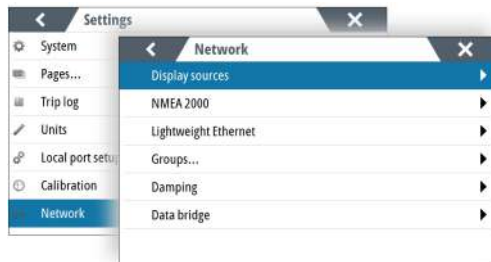 Settings
System
Pages...
Trip log
Units
Local port setu
Calibration
Network
Network
Display sources
NMEA 2000
Lightweight Ethernet
Groups...
Damping
Data bridge